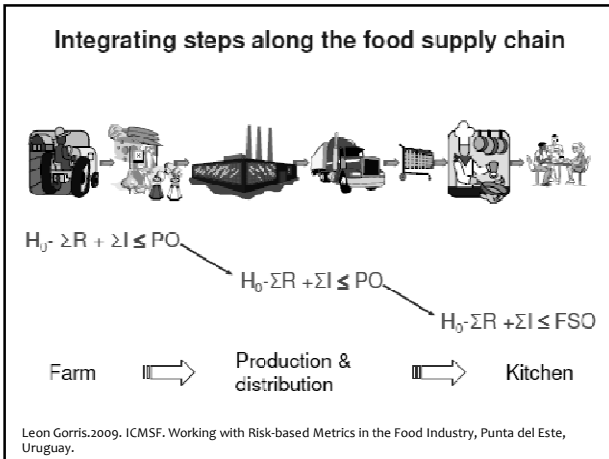 Integrating steps along the food supply chain
H₀- ΣR + ΣI ≤ PO
H₀-ΣR +ΣI ≤ PO
H₀-ΣR +ΣI ≤ FSO
Farm
Production &
distribution
Kitchen
Leon Gorris.2009. ICMSF. Working with Risk-based Metrics in the Food Industry, Punta del Este,
Uruguay.